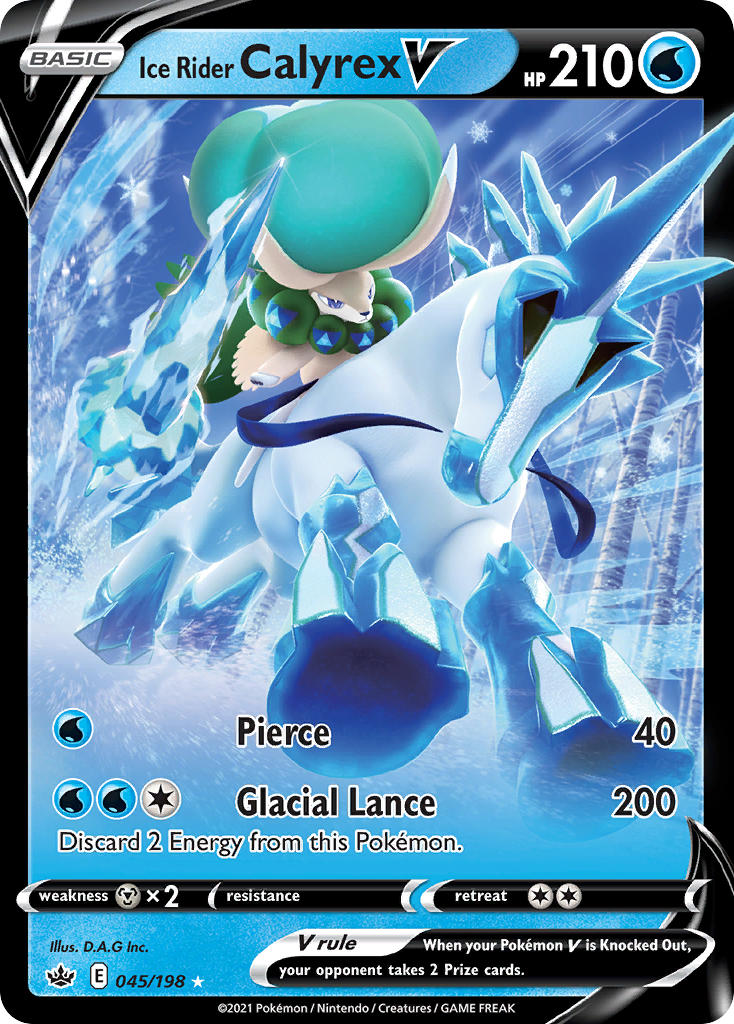 BASIC
Ice Rider Calyrex V
HP 210
Pierce 40
Glacial Lance 200
Discard 2 Energy from this Pokémon.
weakness ×2 resistance retreat
Illus. D.A.G Inc.
V rule When your Pokémon V is Knocked Out,
your opponent takes 2 Prize cards.
E 045/198
©2021 Pokémon / Nintendo / Creatures / GAME FREAK